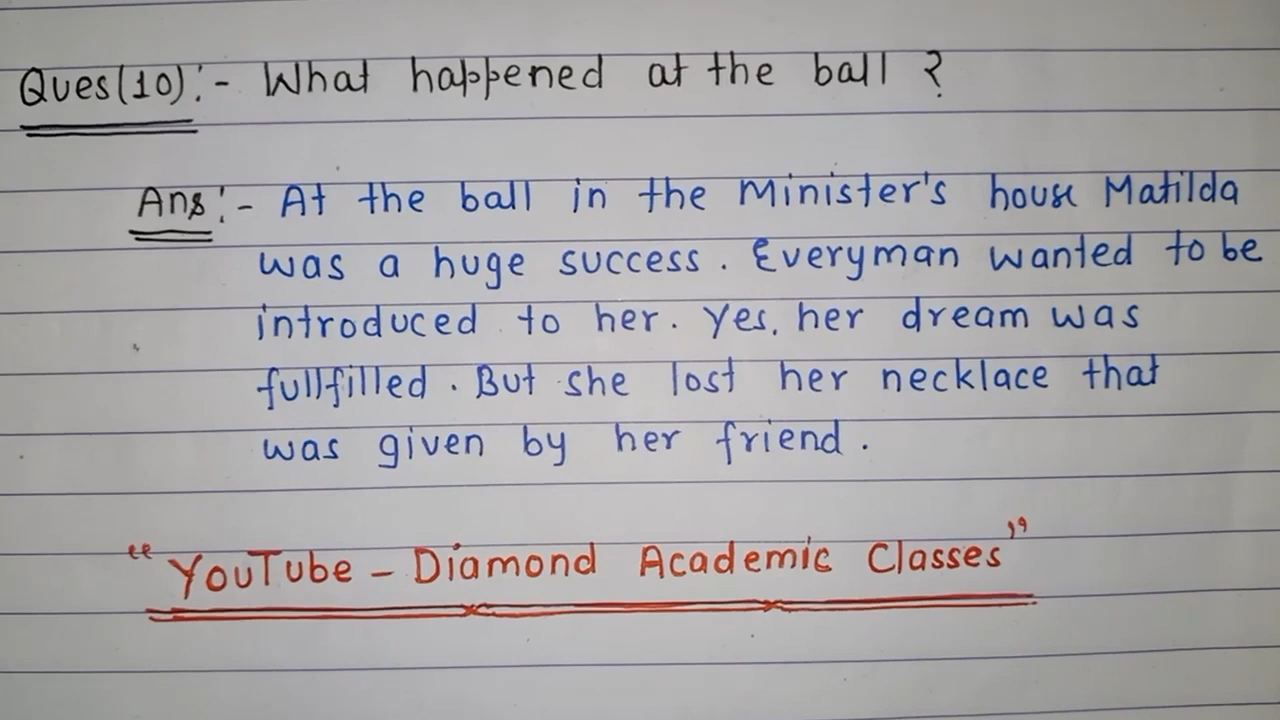 Ques(10):- What happened at the ball ?
Ans:- At the ball in the Minister's house Matilda
was a huge success. Everyman wanted to be
introduced to her. Yes, her dream was
fullfilled. But she lost her necklace that
was given by her friend.
"YouTube - Diamond Academic Classes"